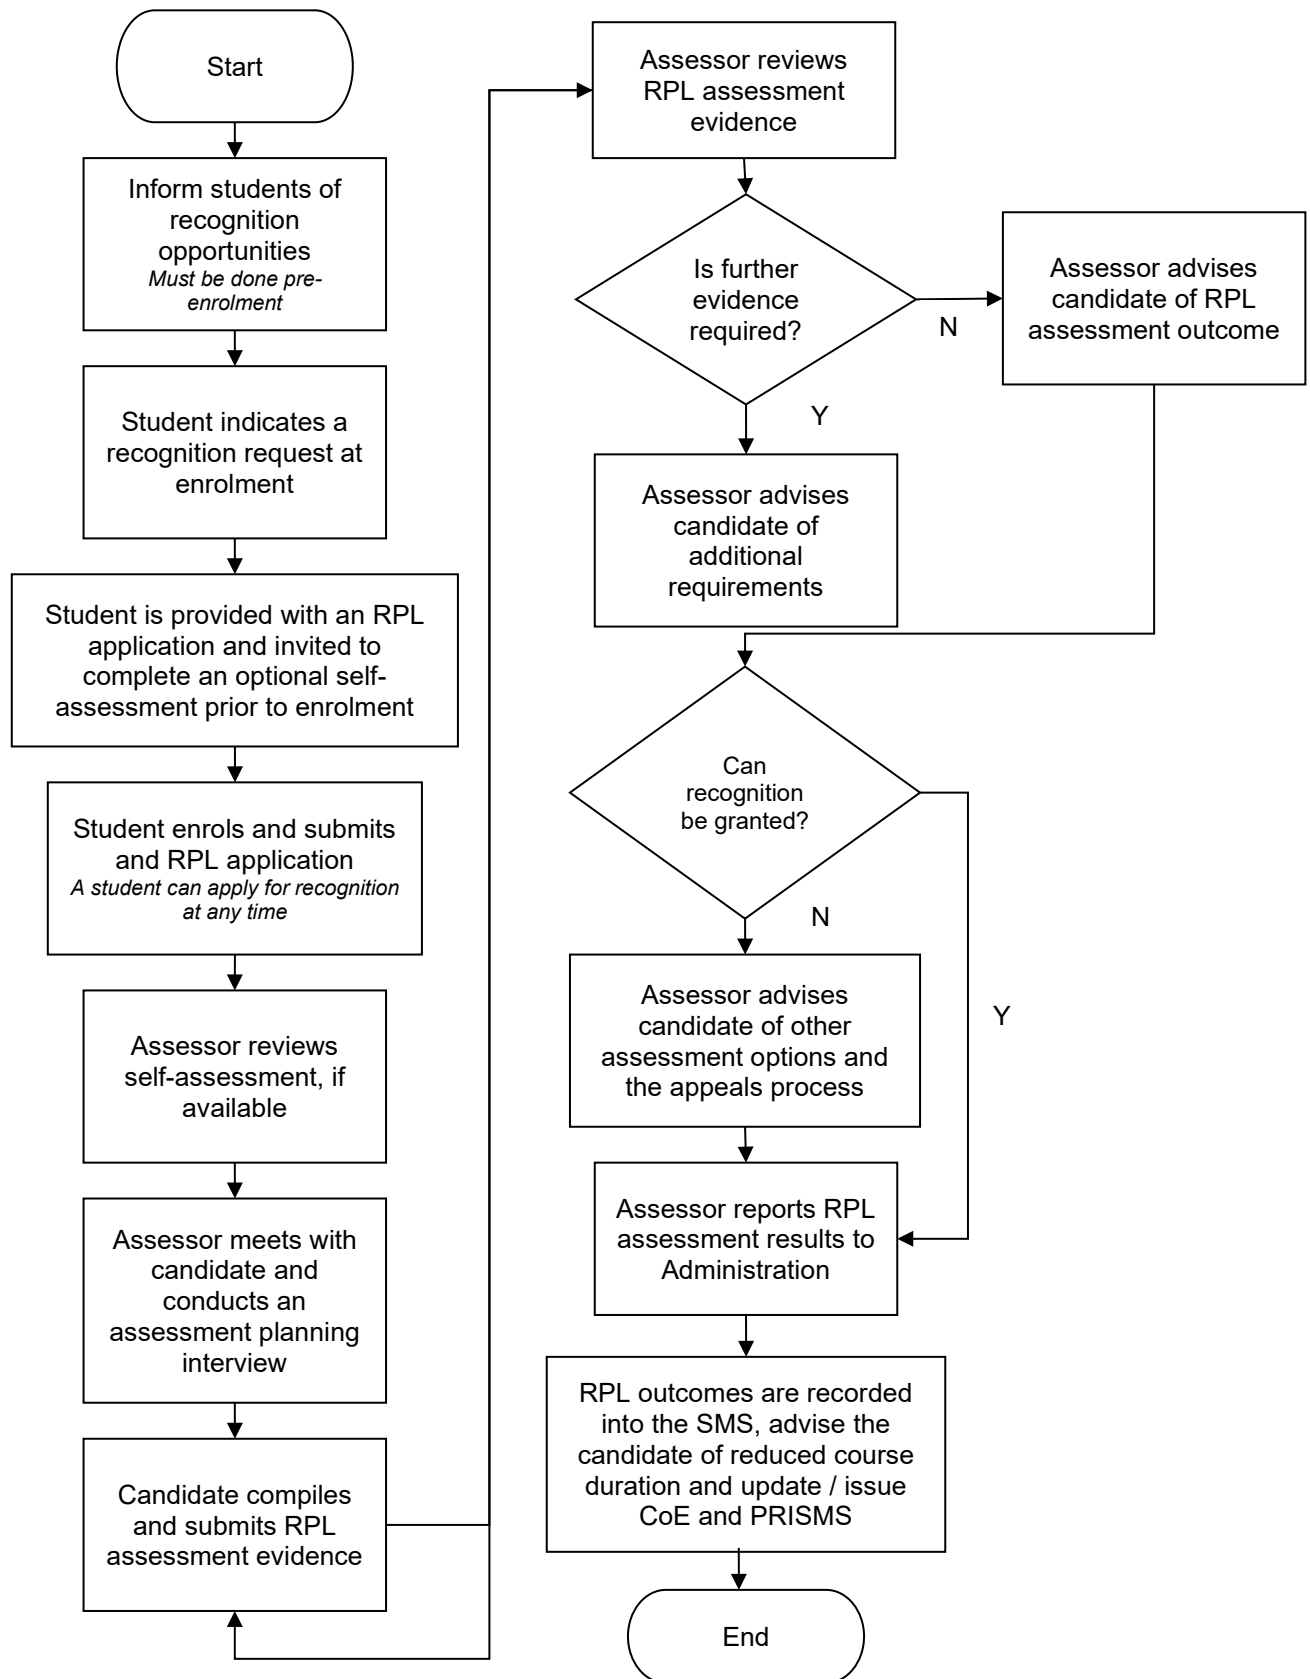 Start
Inform students of
recognition
opportunities
Must be done pre-
enrolment
Student indicates a
recognition request at
enrolment
Student is provided with an RPL
application and invited to
complete an optional self-
assessment prior to enrolment
Student enrols and submits
and RPL application
A student can apply for recognition
at any time
Assessor reviews
self-assessment, if
available
Assessor meets with
candidate and
conducts an
assessment planning
interview
Candidate compiles
and submits RPL
assessment evidence
Assessor reviews
RPL assessment
evidence
Is further
evidence
required?
N
Assessor advises
candidate of RPL
assessment outcome
Y
Assessor advises
candidate of
additional
requirements
Can
recognition
be granted?
N
Y
Assessor advises
candidate of other
assessment options and
the appeals process
Assessor reports RPL
assessment results to
Administration
RPL outcomes are recorded
into the SMS, advise the
candidate of reduced course
duration and update / issue
CoE and PRISMS
End